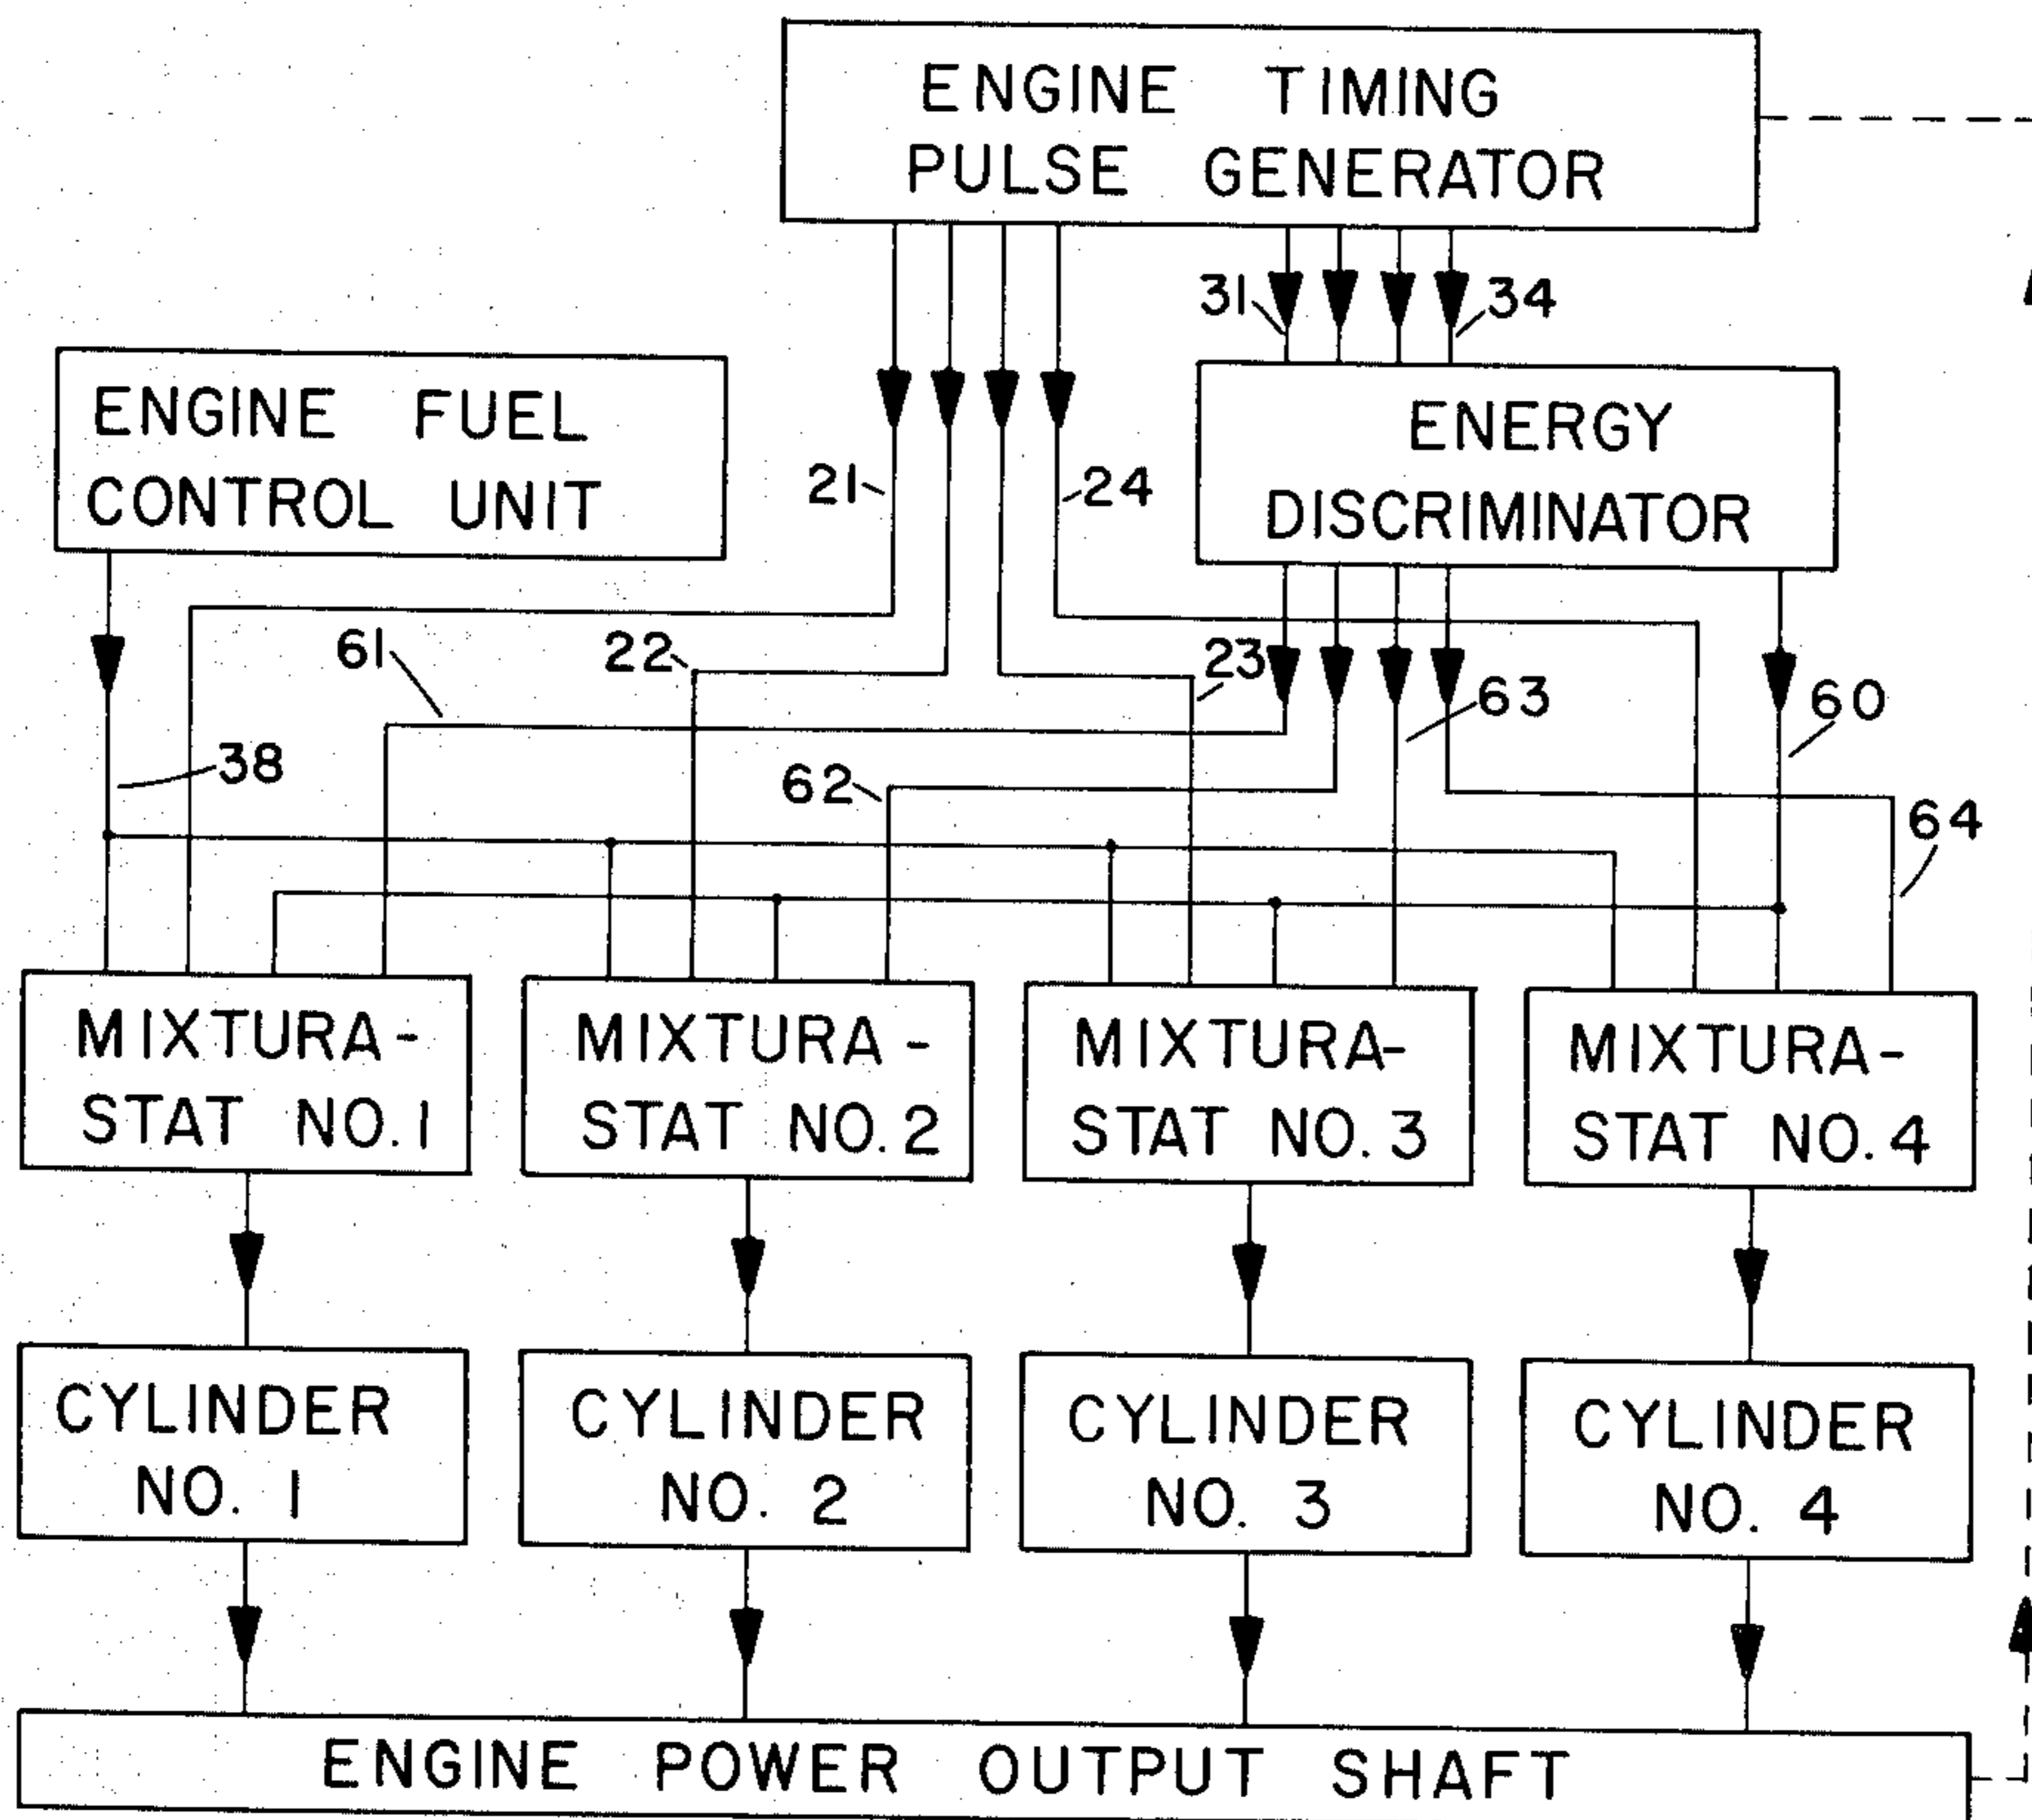 ENGINE TIMING
PULSE GENERATOR
31
34
ENGINE FUEL
CONTROL UNIT
21
24
ENERGY
DISCRIMINATOR
61
22
23
63
60
38
62
64
MIXTURA-
STAT NO. 1
MIXTURA-
STAT NO. 2
MIXTURA-
STAT NO. 3
MIXTURA-
STAT NO. 4
CYLINDER
NO. 1
CYLINDER
NO. 2
CYLINDER
NO. 3
CYLINDER
NO. 4
ENGINE POWER OUTPUT SHAFT